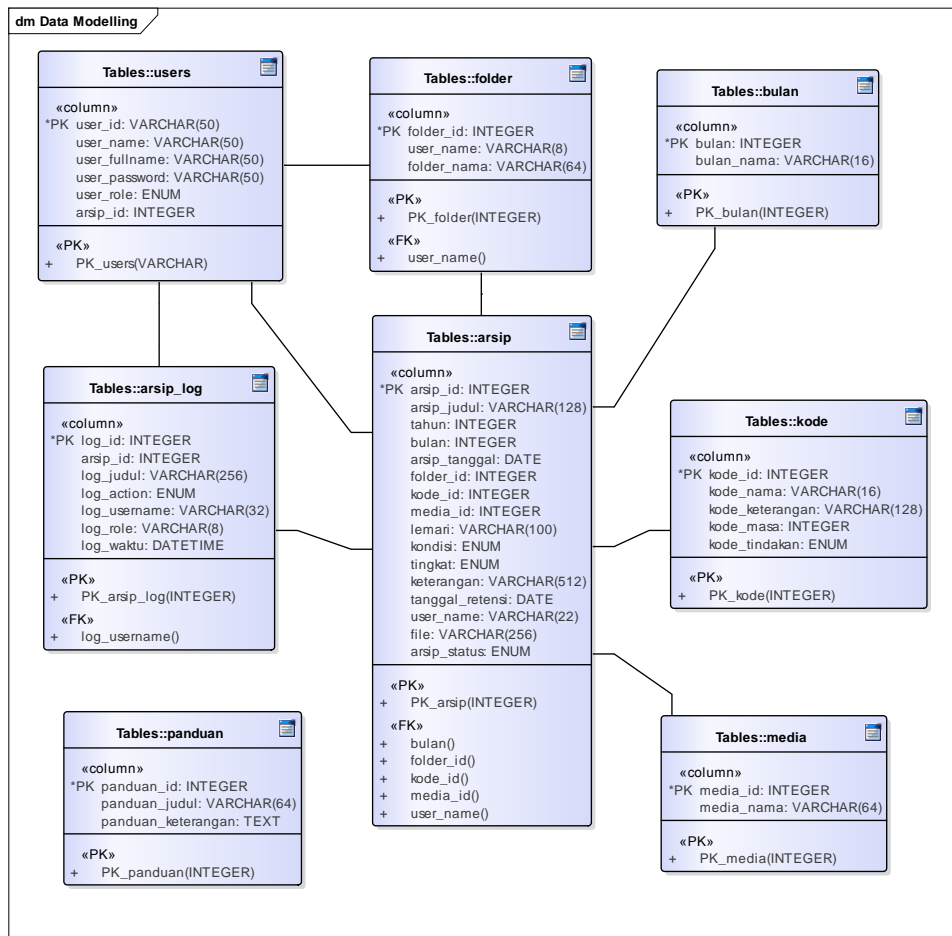 dm Data Modelling
Tables::users
«column»
*PK user_id: VARCHAR(50)
user_name: VARCHAR(50)
user_fullname: VARCHAR(50)
user_password: VARCHAR(50)
user_role: ENUM
arsip_id: INTEGER
«PK»
+ PK_users(VARCHAR)
Tables::folder
«column»
*PK folder_id: INTEGER
user_name: VARCHAR(8)
folder_nama: VARCHAR(64)
«PK»
+ PK_folder(INTEGER)
«FK»
+ user_name()
Tables::bulan
«column»
*PK bulan: INTEGER
bulan_nama: VARCHAR(16)
«PK»
+ PK_bulan(INTEGER)
Tables::arsip_log
«column»
*PK log_id: INTEGER
arsip_id: INTEGER
log_judul: VARCHAR(256)
log_action: ENUM
log_username: VARCHAR(32)
log_role: VARCHAR(8)
log_waktu: DATETIME
«PK»
+ PK_arsip_log(INTEGER)
«FK»
+ log_username()
Tables::arsip
«column»
*PK arsip_id: INTEGER
arsip_judul: VARCHAR(128)
tahun: INTEGER
bulan: INTEGER
arsip_tanggal: DATE
folder_id: INTEGER
kode_id: INTEGER
media_id: INTEGER
lemari: VARCHAR(100)
kondisi: ENUM
tingkat: ENUM
keterangan: VARCHAR(512)
tanggal_retensi: DATE
user_name: VARCHAR(22)
file: VARCHAR(256)
arsip_status: ENUM
«PK»
+ PK_arsip(INTEGER)
«FK»
+ bulan()
+ folder_id()
+ kode_id()
+ media_id()
+ user_name()
Tables::kode
«column»
*PK kode_id: INTEGER
kode_nama: VARCHAR(16)
kode_keterangan: VARCHAR(128)
kode_masa: INTEGER
kode_tindakan: ENUM
«PK»
+ PK_kode(INTEGER)
Tables::panduan
«column»
*PK panduan_id: INTEGER
panduan_judul: VARCHAR(64)
panduan_keterangan: TEXT
«PK»
+ PK_panduan(INTEGER)
Tables::media
«column»
*PK media_id: INTEGER
media_nama: VARCHAR(64)
«PK»
+ PK_media(INTEGER)